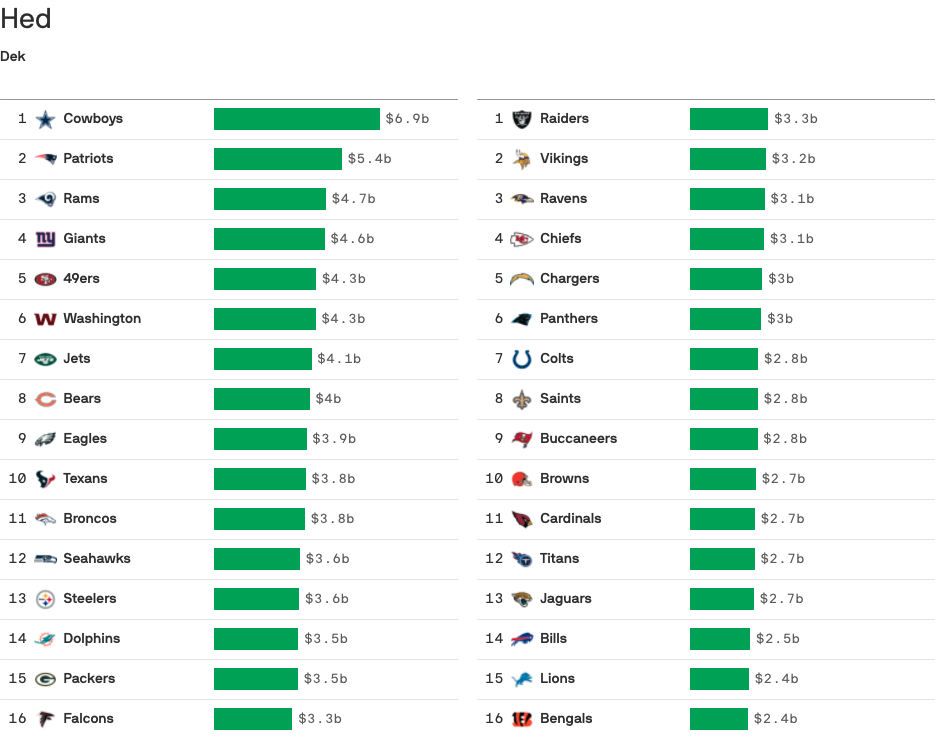 Hed
Dek
1 Cowboys $6.9b
2 Patriots $5.4b
3 Rams $4.7b
4 ny Giants $4.6b
5 49ers $4.3b
6 W Washington $4.3b
7 Jets $4.1b
8 Bears $4b
9 Eagles $3.9b
10 Texans $3.8b
11 Broncos $3.8b
12 Seahawks $3.6b
13 Steelers $3.6b
14 Dolphins $3.5b
15 G Packers $3.5b
16 Falcons $3.3b
1 Raiders $3.3b
2 Vikings $3.2b
3 Ravens $3.1b
4 KC Chiefs $3.1b
5 Chargers $3b
6 Panthers $3b
7 Colts $2.8b
8 Saints $2.8b
9 Buccaneers $2.8b
10 Browns $2.7b
11 Cardinals $2.7b
12 Titans $2.7b
13 Jaguars $2.7b
14 Bills $2.5b
15 Lions $2.4b
16 Bengals $2.4b